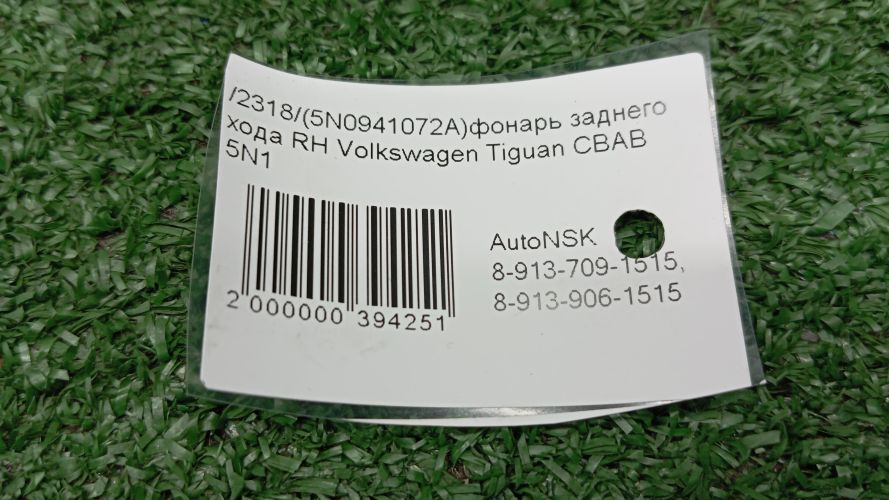 /2318/(5N0941072A)фонарь заднего
хода RH Volkswagen Tiguan CBAB
5N1
AutoNSK
8-913-709-1515,
8-913-906-1515
2 000000 394251